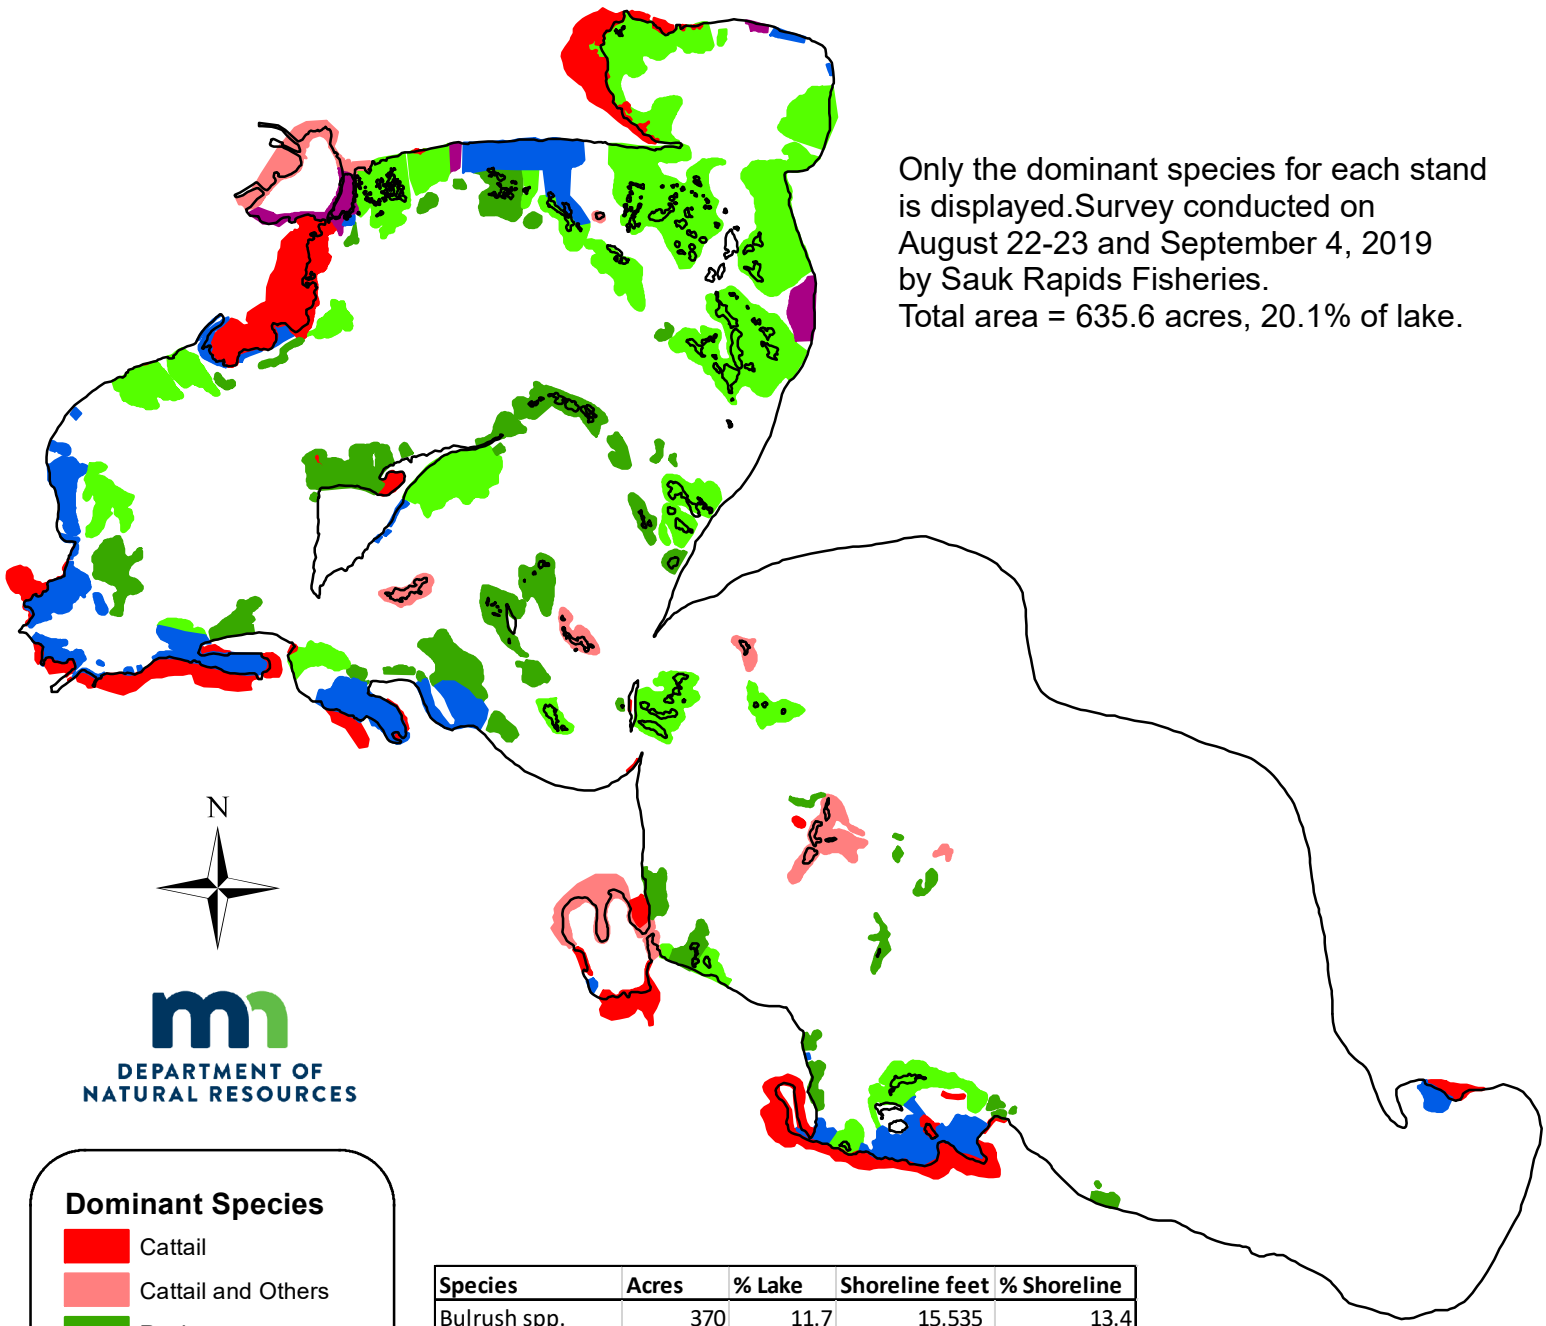 Only the dominant species for each stand
is displayed.Survey conducted on
August 22-23 and September 4, 2019
by Sauk Rapids Fisheries.
Total area = 635.6 acres, 20.1% of lake.
N
mn
DEPARTMENT OF
NATURAL RESOURCES
Dominant Species
Cattail
Cattail and Others
Species Acres % Lake Shoreline feet % Shoreline
Bulrush spp. 370 11.7 15,535 13.4